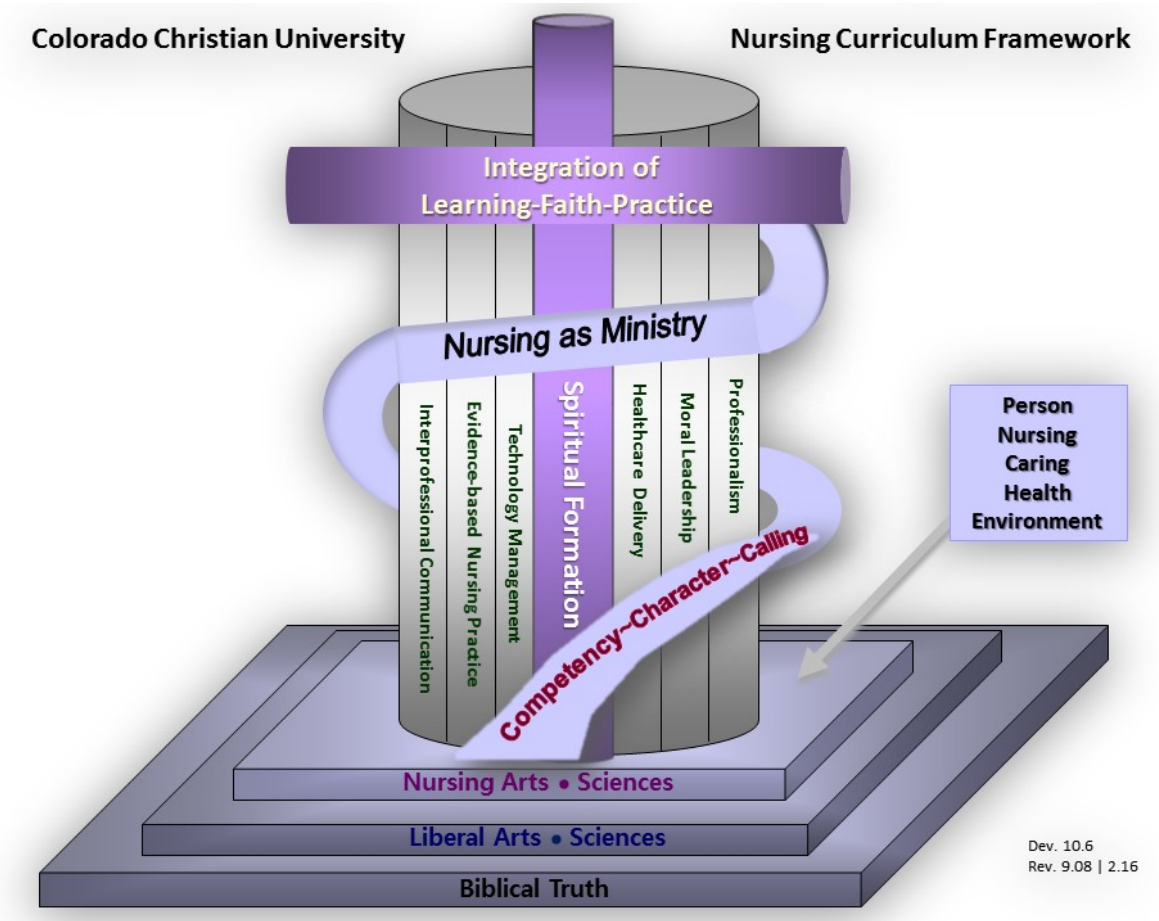 Colorado Christian University
Nursing Curriculum Framework
Integration of
Learning-Faith-Practice
Nursing as Ministry
Interprofessional Communication
Evidence-based Nursing Practice
Technology Management
Spiritual Formation
Healthcare Delivery
Moral Leadership
Professionalism
Competency~Character~Calling
Person
Nursing
Caring
Health
Environment
Nursing Arts • Sciences
Liberal Arts • Sciences
Biblical Truth
Dev. 10.6
Rev. 9.08 | 2.16